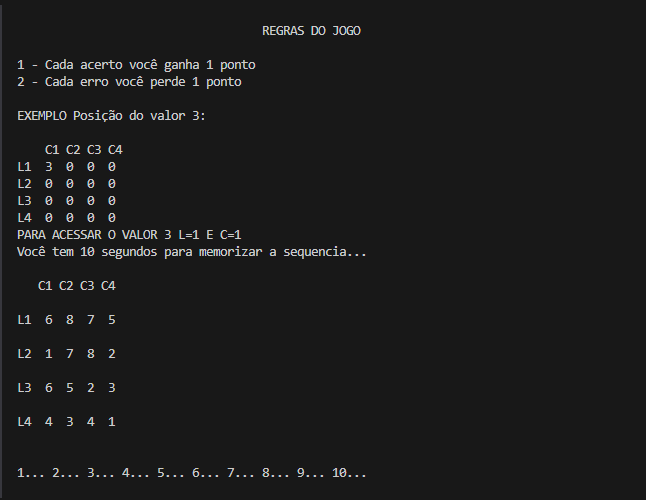 REGRAS DO JOGO
1 - Cada acerto você ganha 1 ponto
2 - Cada erro você perde 1 ponto
EXEMPLO Posição do valor 3:
C1 C2 C3 C4
L1 3 0 0 0
L2 0 0 0 0
L3 0 0 0 0
L4 0 0 0 0
PARA ACESSAR O VALOR 3 L=1 E C=1
Você tem 10 segundos para memorizar a sequencia...
C1 C2 C3 C4
L1 6 8 7 5
L2 1 7 8 2
L3 6 5 2 3
L4 4 3 4 1
1... 2... 3... 4... 5... 6... 7... 8... 9... 10...